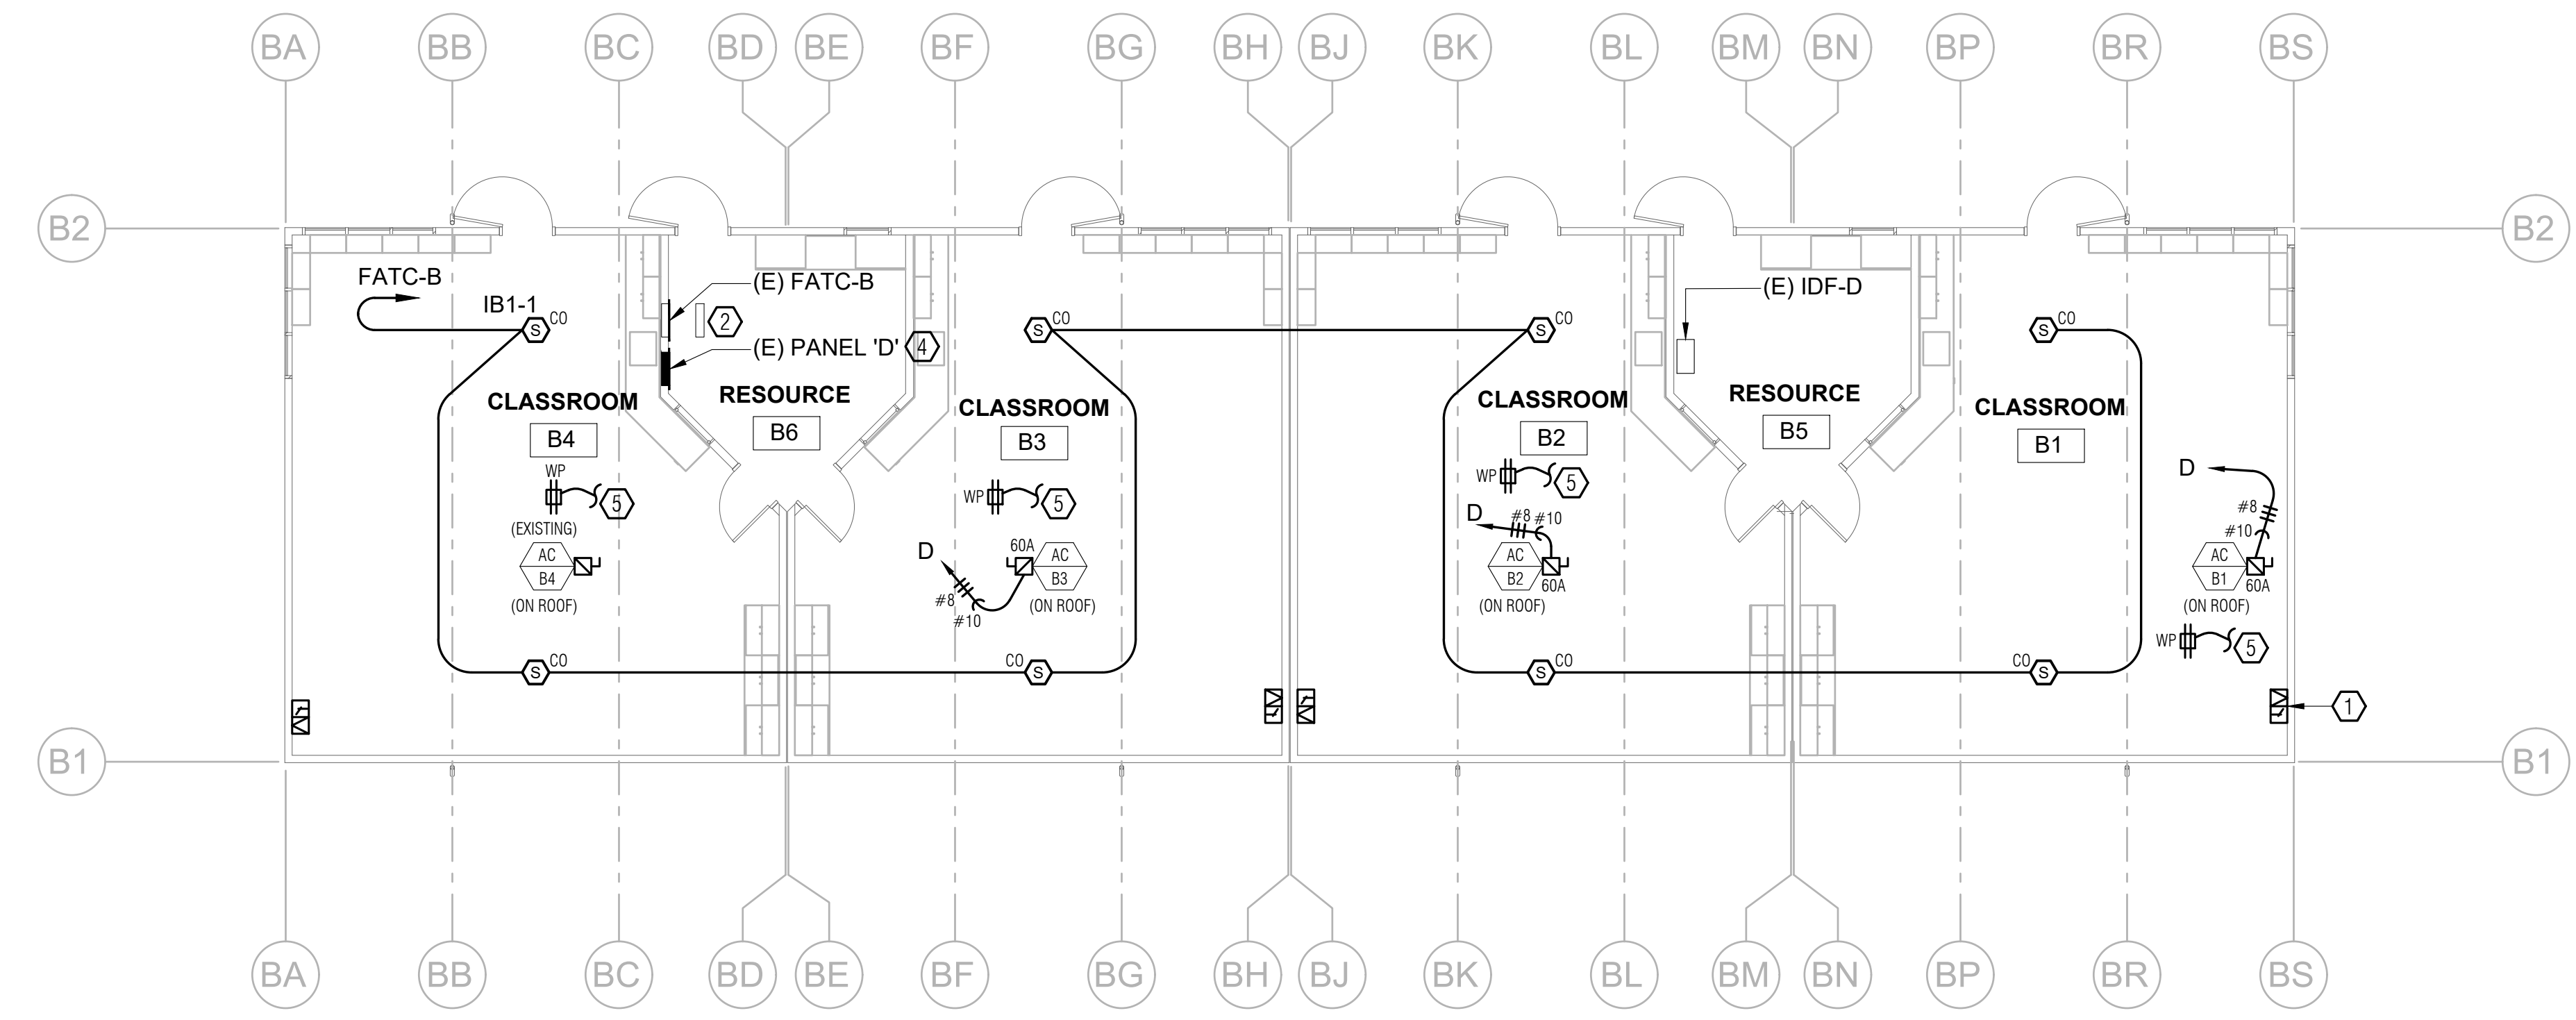 BA BB BC BD BE BF BG BH BJ BK BL BM BN BP BR BS
B2 B2
FATC-B
IB1-1
(E) FATC-B
(E) IDF-D
S CO
2
S CO
S CO
S CO
(E) PANEL 'D' 4
CLASSROOM
B4
RESOURCE
B6
CLASSROOM
B3
CLASSROOM
B2
RESOURCE
B5
CLASSROOM
B1
WP
5
(EXISTING)
AC
B4
(ON ROOF)
WP
5
D
60A
AC
B3
#8
#10
(ON ROOF)
WP
5
D
#8 #10
AC
B2
60A
(ON ROOF)
D
#8
#10
AC
B1
60A
(ON ROOF)
WP
5
S CO
CO S
S CO
CO S
1
B1 B1
BA BB BC BD BE BF BG BH BJ BK BL BM BN BP BR BS